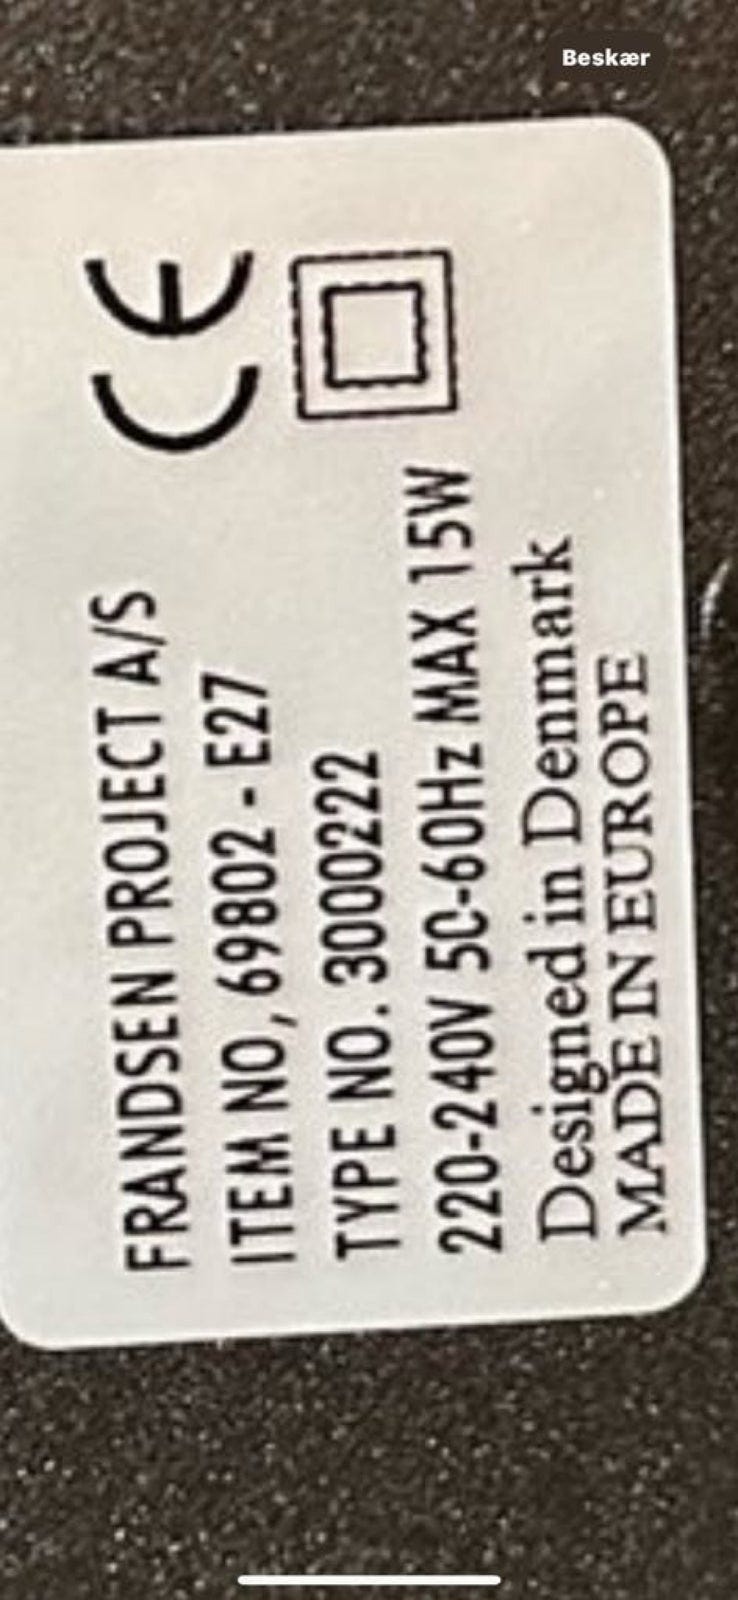 Beskær
FRANDSEN PROJECT A/S
ITEM NO, 69802 - E27
TYPE NO. 3000222
220-240V 50-60Hz MAX 15W
Designed in Denmark
MADE IN EUROPE
CE